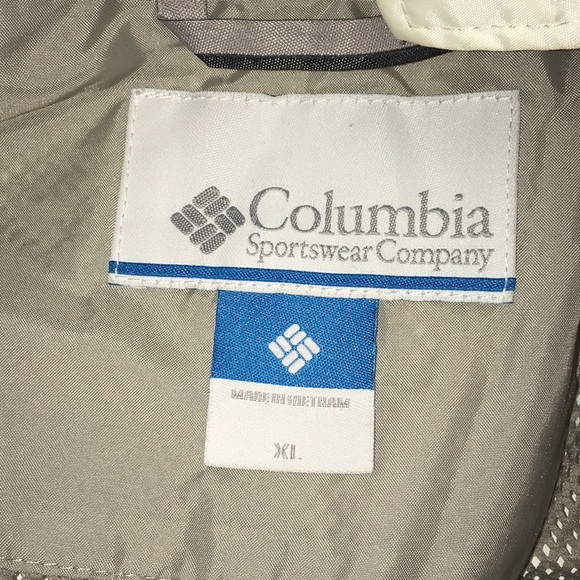 Columbia
Sportswear Company
MADE IN VIETNAM
XL